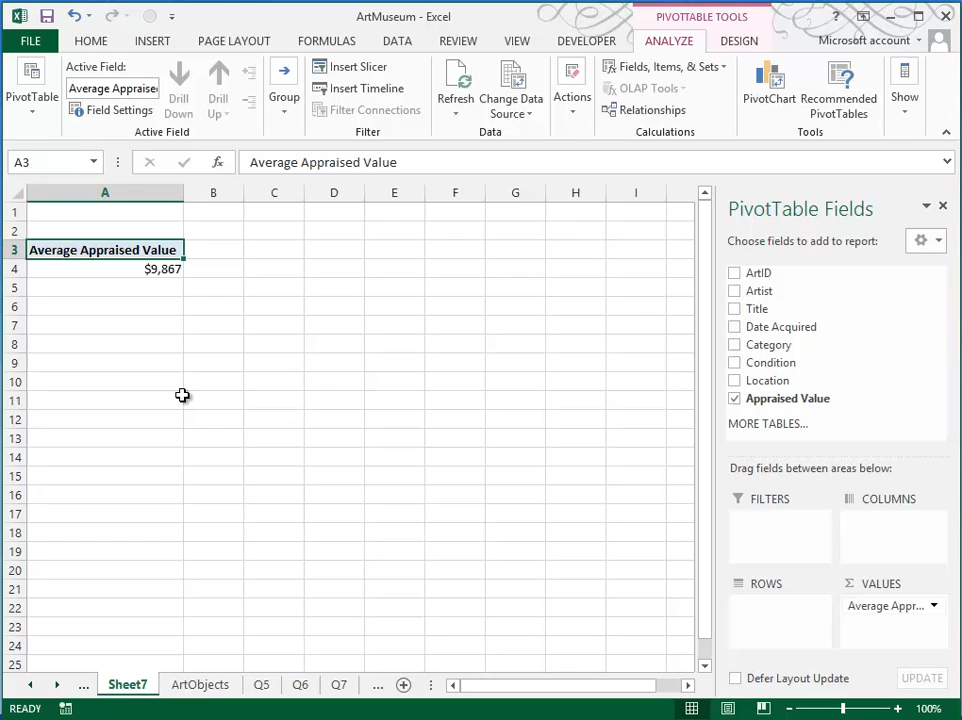 ArtMuseum - Excel
PIVOTTABLE TOOLS
FILE HOME INSERT PAGE LAYOUT FORMULAS DATA REVIEW VIEW DEVELOPER ANALYZE DESIGN Microsoft account
PivotTable
Active Field:
Average Appraise
Field Settings
Drill Down
Drill Up
Active Field
Group
Insert Slicer
Insert Timeline
Filter Connections
Filter
Refresh
Change Data Source
Data
Actions
Fields, Items, & Sets
OLAP Tools
Relationships
Calculations
PivotChart
Recommended PivotTables
Tools
Show
A3
fx
Average Appraised Value
A B C D E F G H I
1
2
3 Average Appraised Value
4 $9,867
5
6
7
8
9
10
11
12
13
14
15
16
17
18
19
20
21
22
23
24
25
PivotTable Fields
Choose fields to add to report:
ArtID
Artist
Title
Date Acquired
Category
Condition
Location
Appraised Value
MORE TABLES...
Drag fields between areas below:
FILTERS
COLUMNS
ROWS
Σ VALUES
Average Appr...
Defer Layout Update
UPDATE
... Sheet7 ArtObjects Q5 Q6 Q7 ...
READY
100%